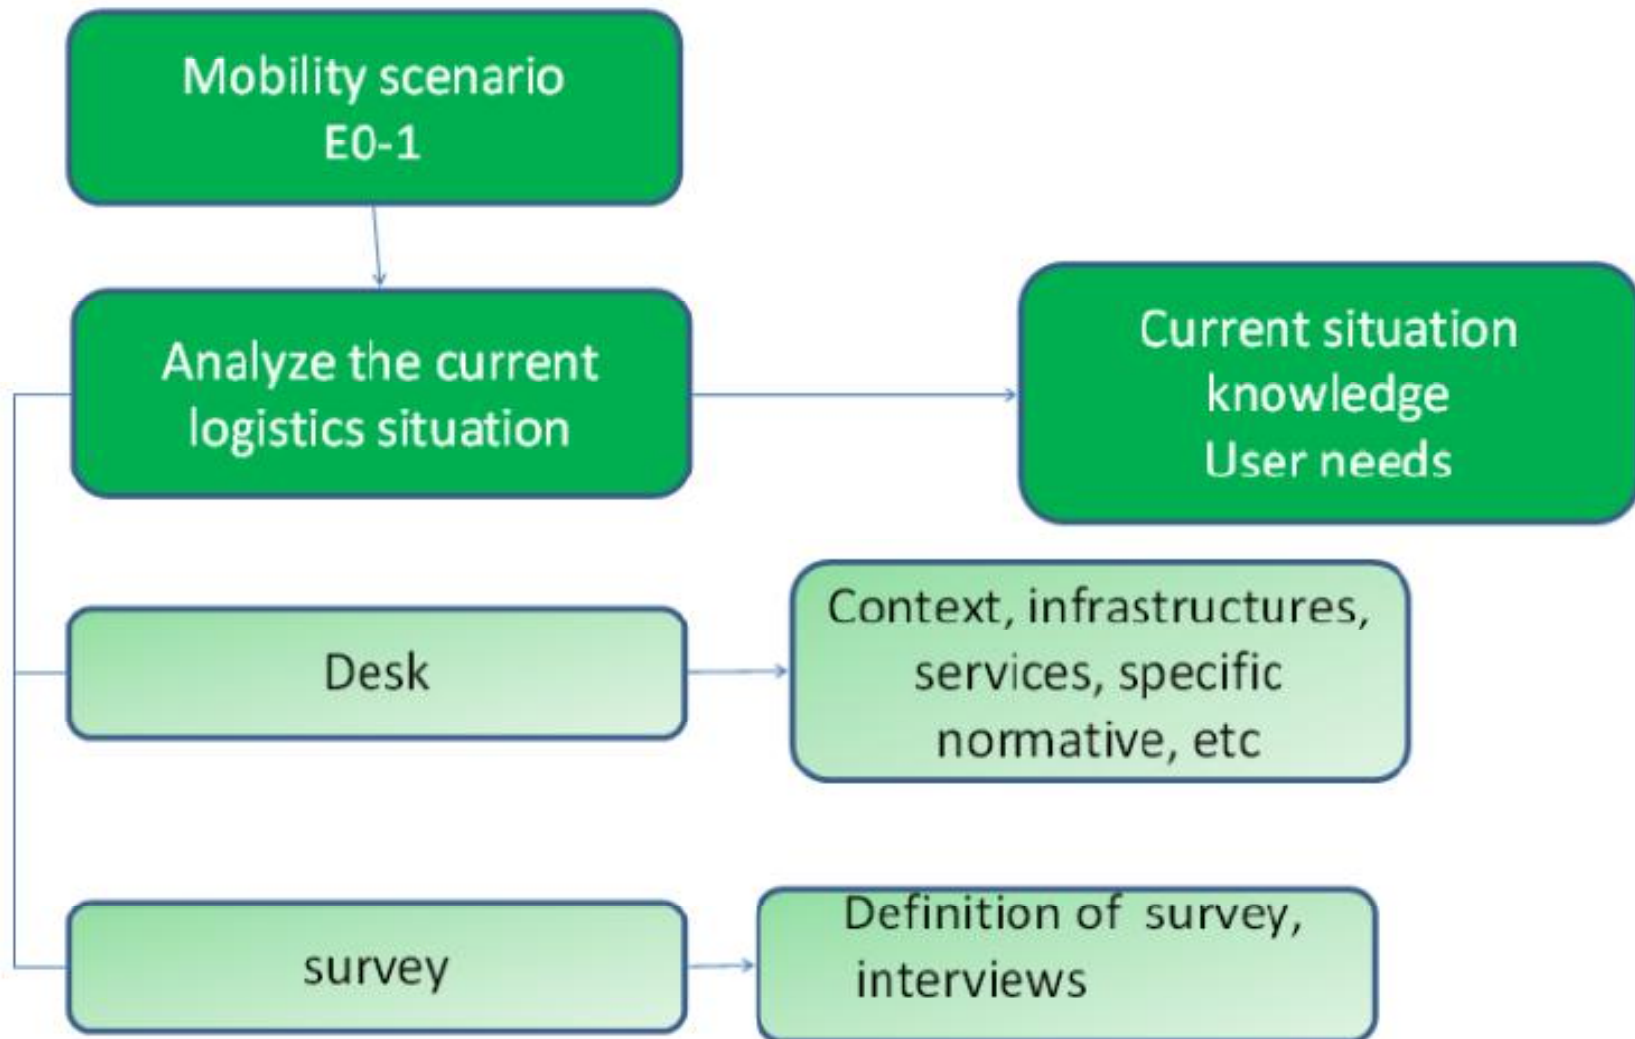 Mobility scenario
E0-1
Analyze the current
logistics situation
Current situation
knowledge
User needs
Desk
Context, infrastructures,
services, specific
normative, etc
survey
Definition of survey,
interviews